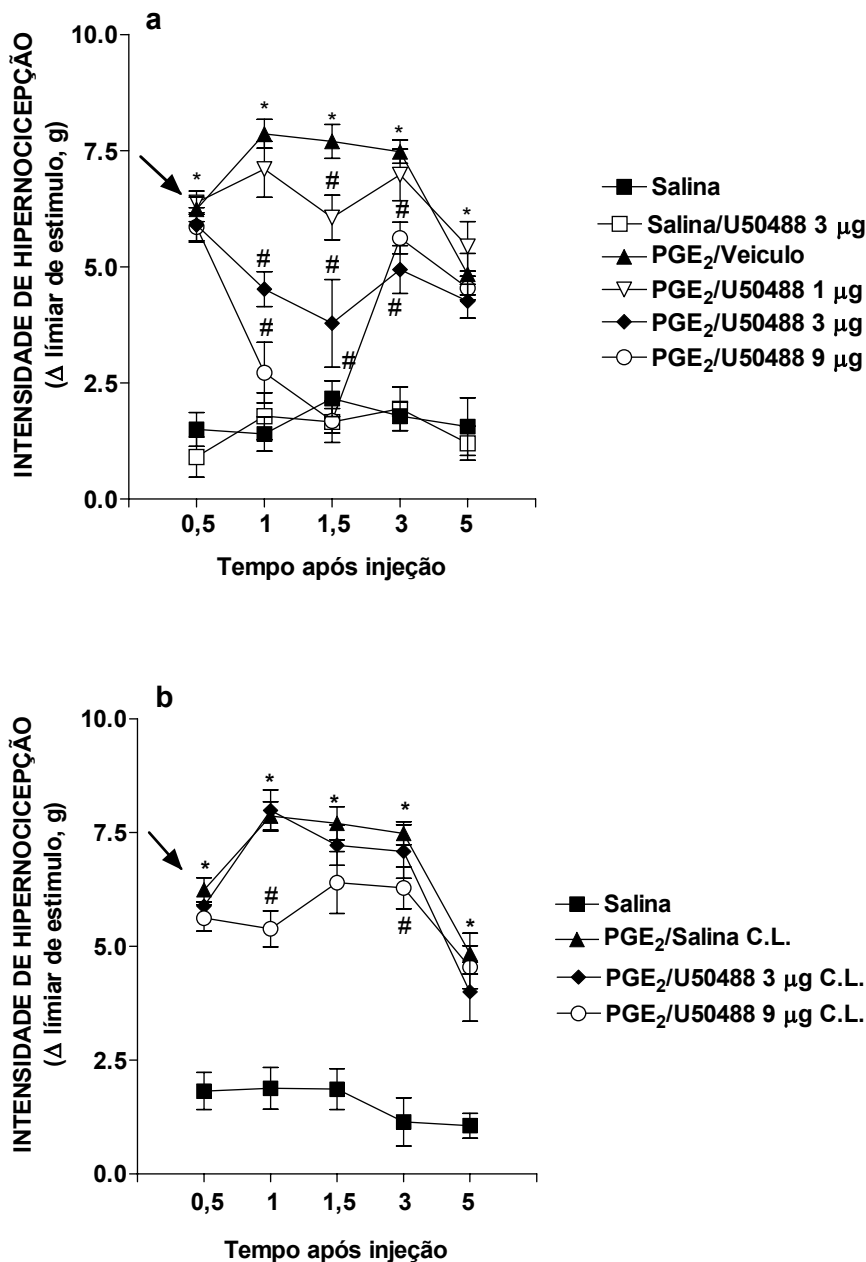 a
INTENSIDADE DE HIPERNOCICEPÇÃO
(Δ límiar de estimulo, g)
10.0
7.5
5.0
2.5
0.0
* * * * *
# # # # # # # #
0,5 1 1,5 3 5
Tempo após injeção
Salina
Salina/U50488 3 μg
PGE2/Veiculo
PGE2/U50488 1 μg
PGE2/U50488 3 μg
PGE2/U50488 9 μg
b
INTENSIDADE DE HIPERNOCICEPÇÃO
(Δ límiar de estimulo, g)
10.0
7.5
5.0
2.5
0.0
* * * * *
# #
0,5 1 1,5 3 5
Tempo após injeção
Salina
PGE2/Salina C.L.
PGE2/U50488 3 μg C.L.
PGE2/U50488 9 μg C.L.